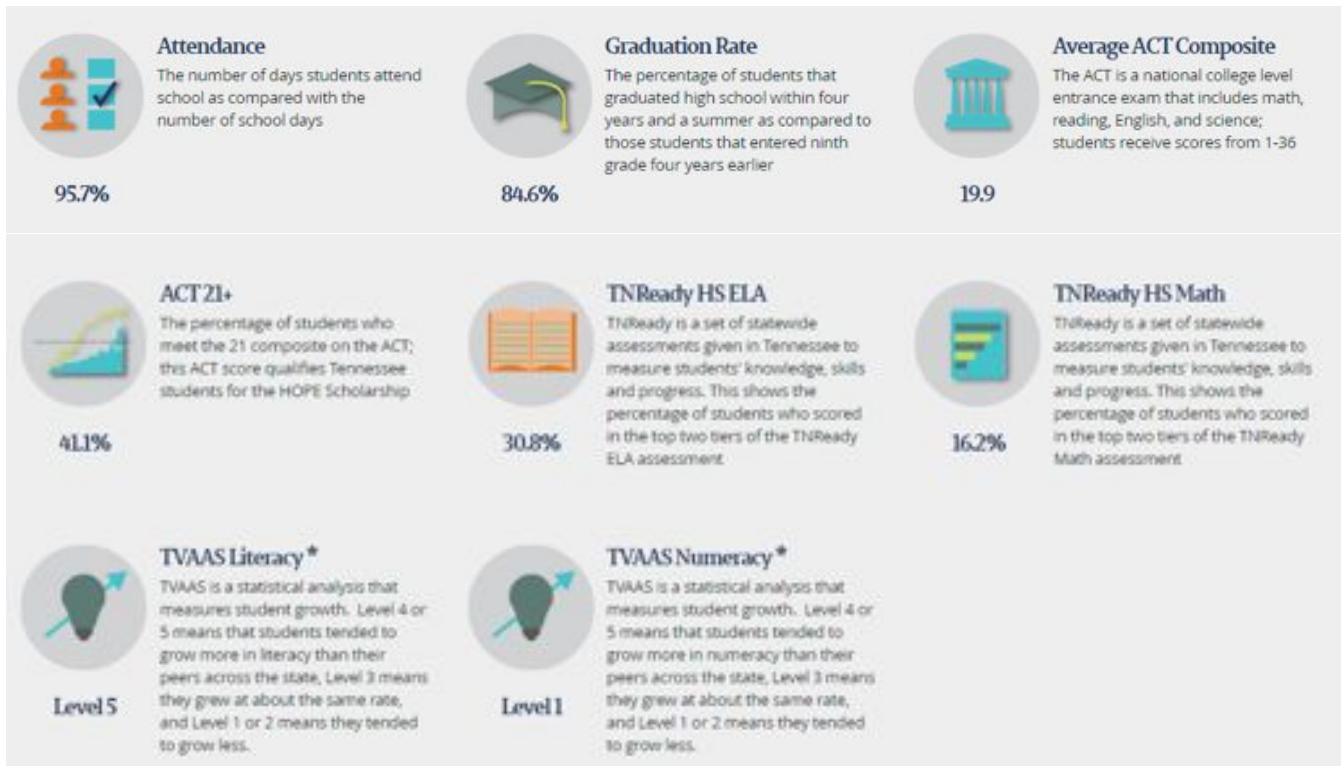 Attendance
The number of days students attend
school as compared with the
number of school days
95.7%
Graduation Rate
The percentage of students that
graduated high school within four
years and a summer as compared to
those students that entered ninth
grade four years earlier
84.6%
Average ACT Composite
The ACT is a national college level
entrance exam that includes math,
reading, English, and science;
students receive scores from 1-36
19.9
ACT 21+
The percentage of students who
meet the 21 composite on the ACT;
this ACT score qualifies Tennessee
students for the HOPE Scholarship
41.1%
TNReady HS ELA
TNReady is a set of statewide
assessments given in Tennessee to
measure students' knowledge, skills
and progress. This shows the
percentage of students who scored
in the top two tiers of the TNReady
ELA assessment
30.8%
TNReady HS Math
TNReady is a set of statewide
assessments given in Tennessee to
measure students' knowledge, skills
and progress. This shows the
percentage of students who scored
in the top two tiers of the TNReady
Math assessment
16.2%
TVAAS Literacy *
TVAAS is a statistical analysis that
measures student growth. Level 4 or
5 means that students tended to
grow more in literacy than their
peers across the state, Level 3 means
they grew at about the same rate,
and Level 1 or 2 means they tended
to grow less.
Level 5
TVAAS Numeracy *
TVAAS is a statistical analysis that
measures student growth. Level 4 or
5 means that students tended to
grow more in numeracy than their
peers across the state, Level 3 means
they grew at about the same rate,
and Level 1 or 2 means they tended
to grow less.
Level 1